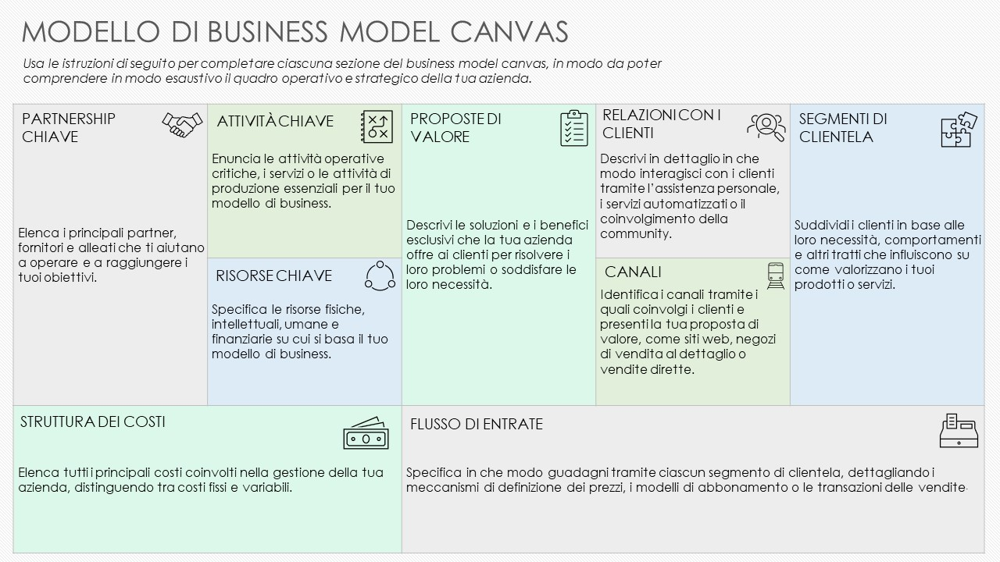 MODELLO DI BUSINESS MODEL CANVAS
Usa le istruzioni di seguito per completare ciascuna sezione del business model canvas, in modo da poter
comprendere in modo esaustivo il quadro operativo e strategico della tua azienda.
PARTNERSHIP
CHIAVE
Elenca i principali partner,
fornitori e alleati che ti aiutano
a operare e a raggiungere i
tuoi obiettivi.
ATTIVITÀ CHIAVE
Enuncia le attività operative
critiche, i servizi o le attività di
produzione essenziali per il tuo
modello di business.
RISORSE CHIAVE
Specifica le risorse fisiche,
intellettuali, umane e
finanziarie su cui si basa il tuo
modello di business.
PROPOSTE DI
VALORE
Descrivi le soluzioni e i benefici
esclusivi che la tua azienda
offre ai clienti per risolvere i
loro problemi o soddisfare le
loro necessità.
RELAZIONI CON I
CLIENTI
Descrivi in dettaglio in che
modo interagisci con i clienti
tramite l'assistenza personale,
i servizi automatizzati o il
coinvolgimento della
community.
CANALI
Identifica i canali tramite i
quali coinvolgi i clienti e
presenti la tua proposta di
valore, come siti web, negozi
di vendita al dettaglio o
vendite dirette.
SEGMENTI DI
CLIENTELA
Suddividi i clienti in base alle
loro necessità, comportamenti
e altri tratti che influiscono su
come valorizzano i tuoi
prodotti o servizi.
STRUTTURA DEI COSTI
Elenca tutti i principali costi coinvolti nella gestione della tua
azienda, distinguendo tra costi fissi e variabili.
FLUSSO DI ENTRATE
Specifica in che modo guadagni tramite ciascun segmento di clientela, dettagliando i
meccanismi di definizione dei prezzi, i modelli di abbonamento o le transazioni delle vendite.